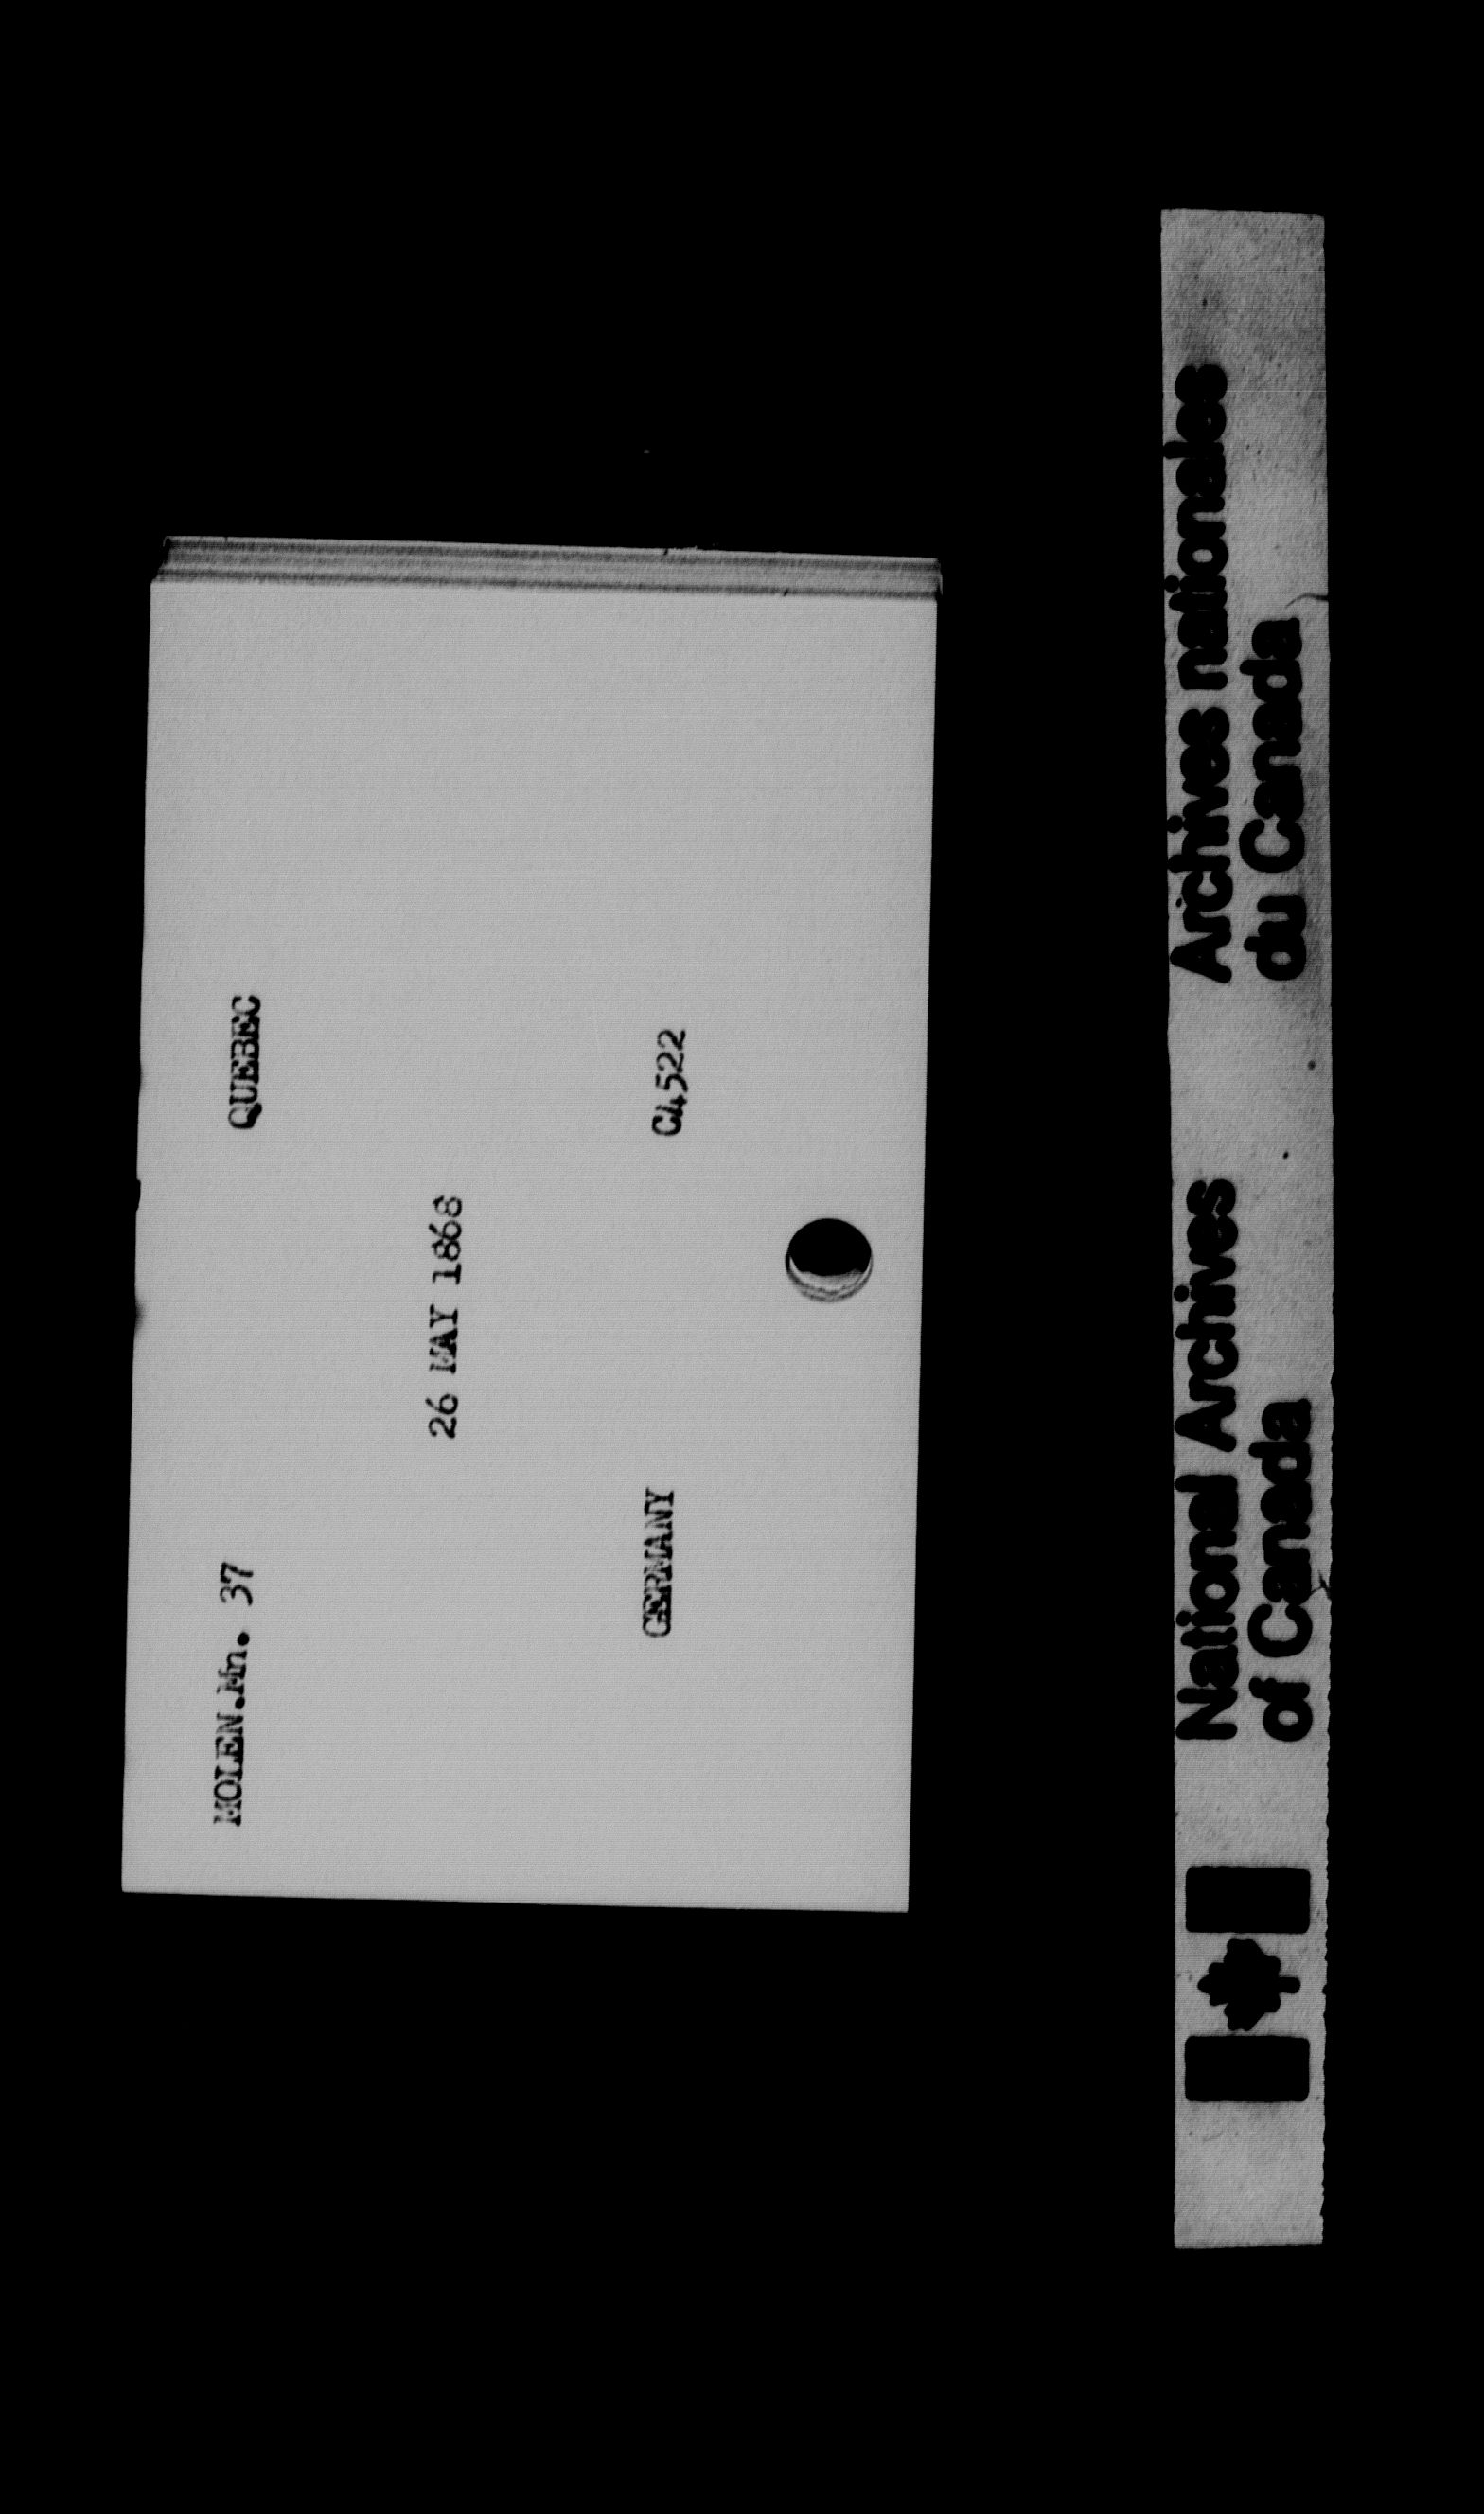 MOLEN.Mn. 37 QUEBEC
26 MAY 1868
GERMANY C4522
National Archives Archives nationales
of Canada du Canada